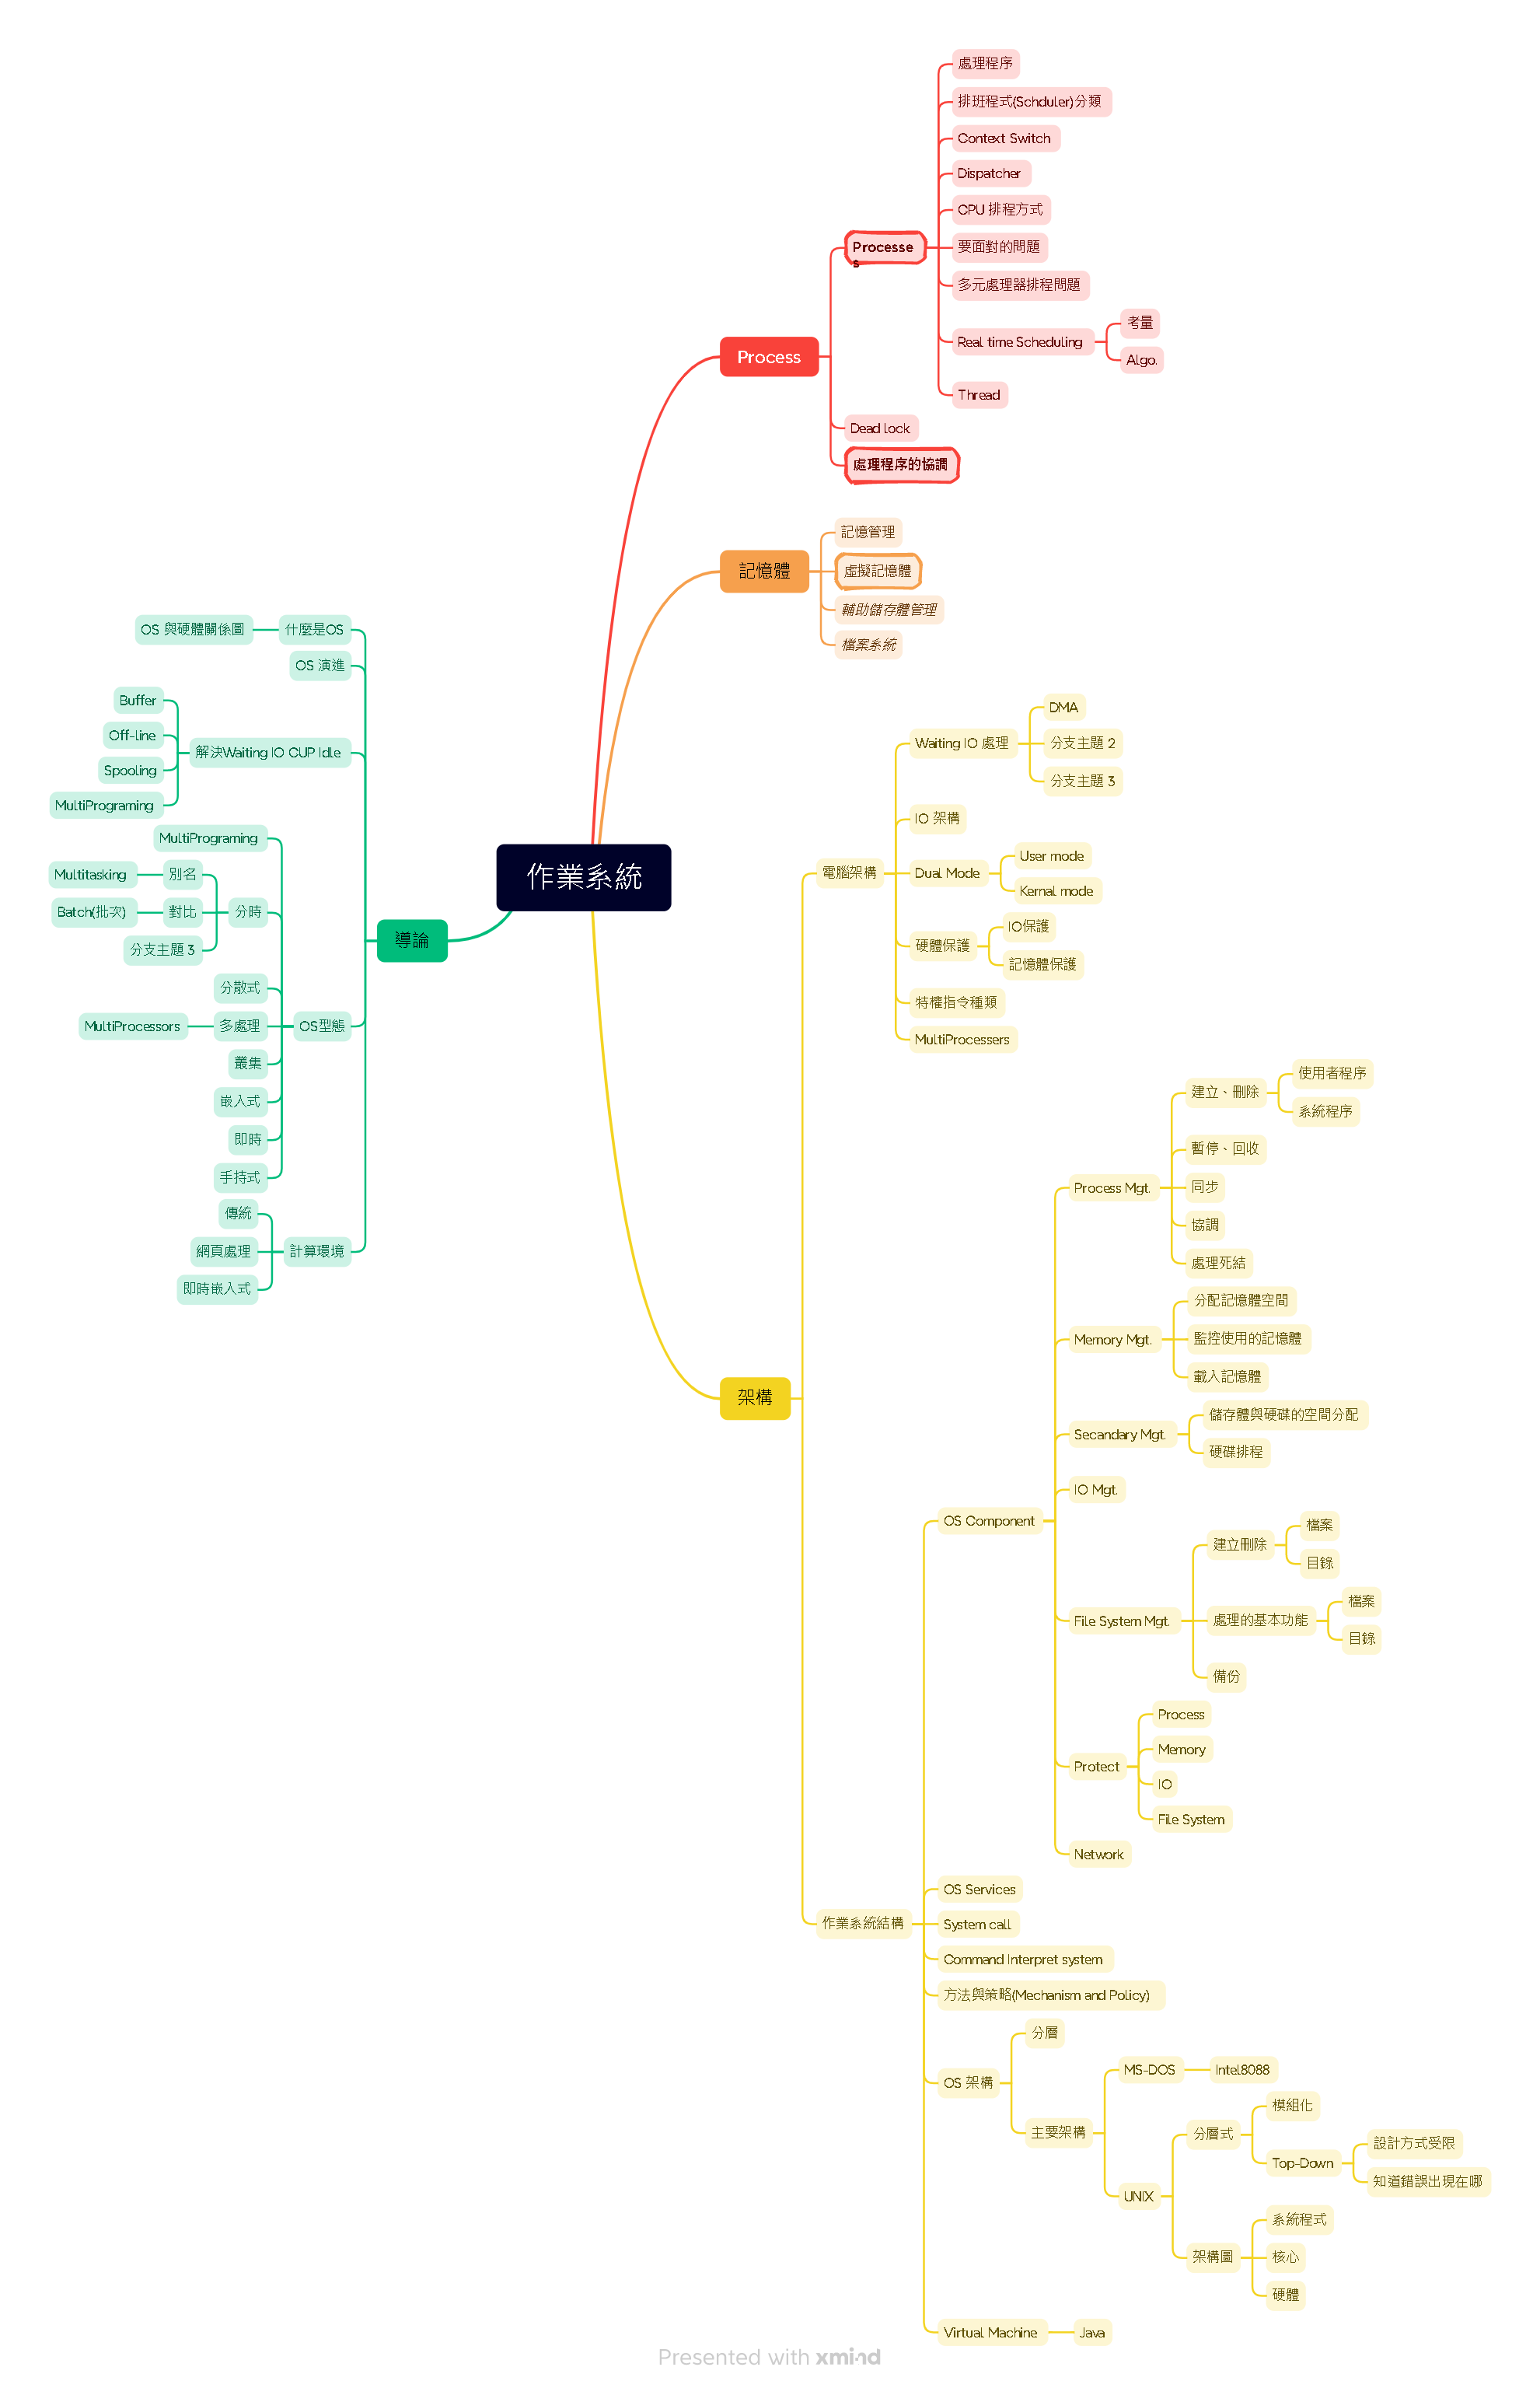 作業系統
Process
Processe
s
處理程序
排班程式(Schduler)分類
Context Switch
Dispatcher
CPU 排程方式
要面對的問題
多元處理器排程問題
Real time Scheduling
考量
Algo.
Thread
Dead lock
處理程序的協調
記憶體
記憶管理
虛擬記憶體
輔助儲存體管理
檔案系統
架構
電腦架構
Waiting IO 處理
DMA
分支主題 2
分支主題 3
IO 架構
Dual Mode
User mode
Kernal mode
硬體保護
IO保護
記憶體保護
特權指令種類
MultiProcessers
作業系統結構
OS Component
Process Mgt.
建立、刪除
使用者程序
系統程序
暫停、回收
同步
協調
處理死結
Memory Mgt.
分配記憶體空間
監控使用的記憶體
載入記憶體
Secandary Mgt.
儲存體與硬碟的空間分配
硬碟排程
IO Mgt.
File System Mgt.
建立刪除
檔案
目錄
處理的基本功能
檔案
目錄
備份
Protect
Process
Memory
IO
File System
Network
OS Services
System call
Command Interpret system
方法與策略(Mechanism and Policy)
OS 架構
分層
主要架構
MS-DOS
Intel8088
UNIX
分層式
模組化
Top-Down
設計方式受限
知道錯誤出現在哪
架構圖
系統程式
核心
硬體
Virtual Machine
Java
導論
什麼是OS
OS 與硬體關係圖
OS 演進
解決Waiting IO CUP Idle
Buffer
Off-line
Spooling
MultiPrograming
OS型態
MultiPrograming
分時
別名
Multitasking
對比
Batch(批次)
分支主題 3
分散式
多處理
MultiProcessors
叢集
嵌入式
即時
手持式
計算環境
傳統
網頁處理
即時嵌入式
Presented with xmind